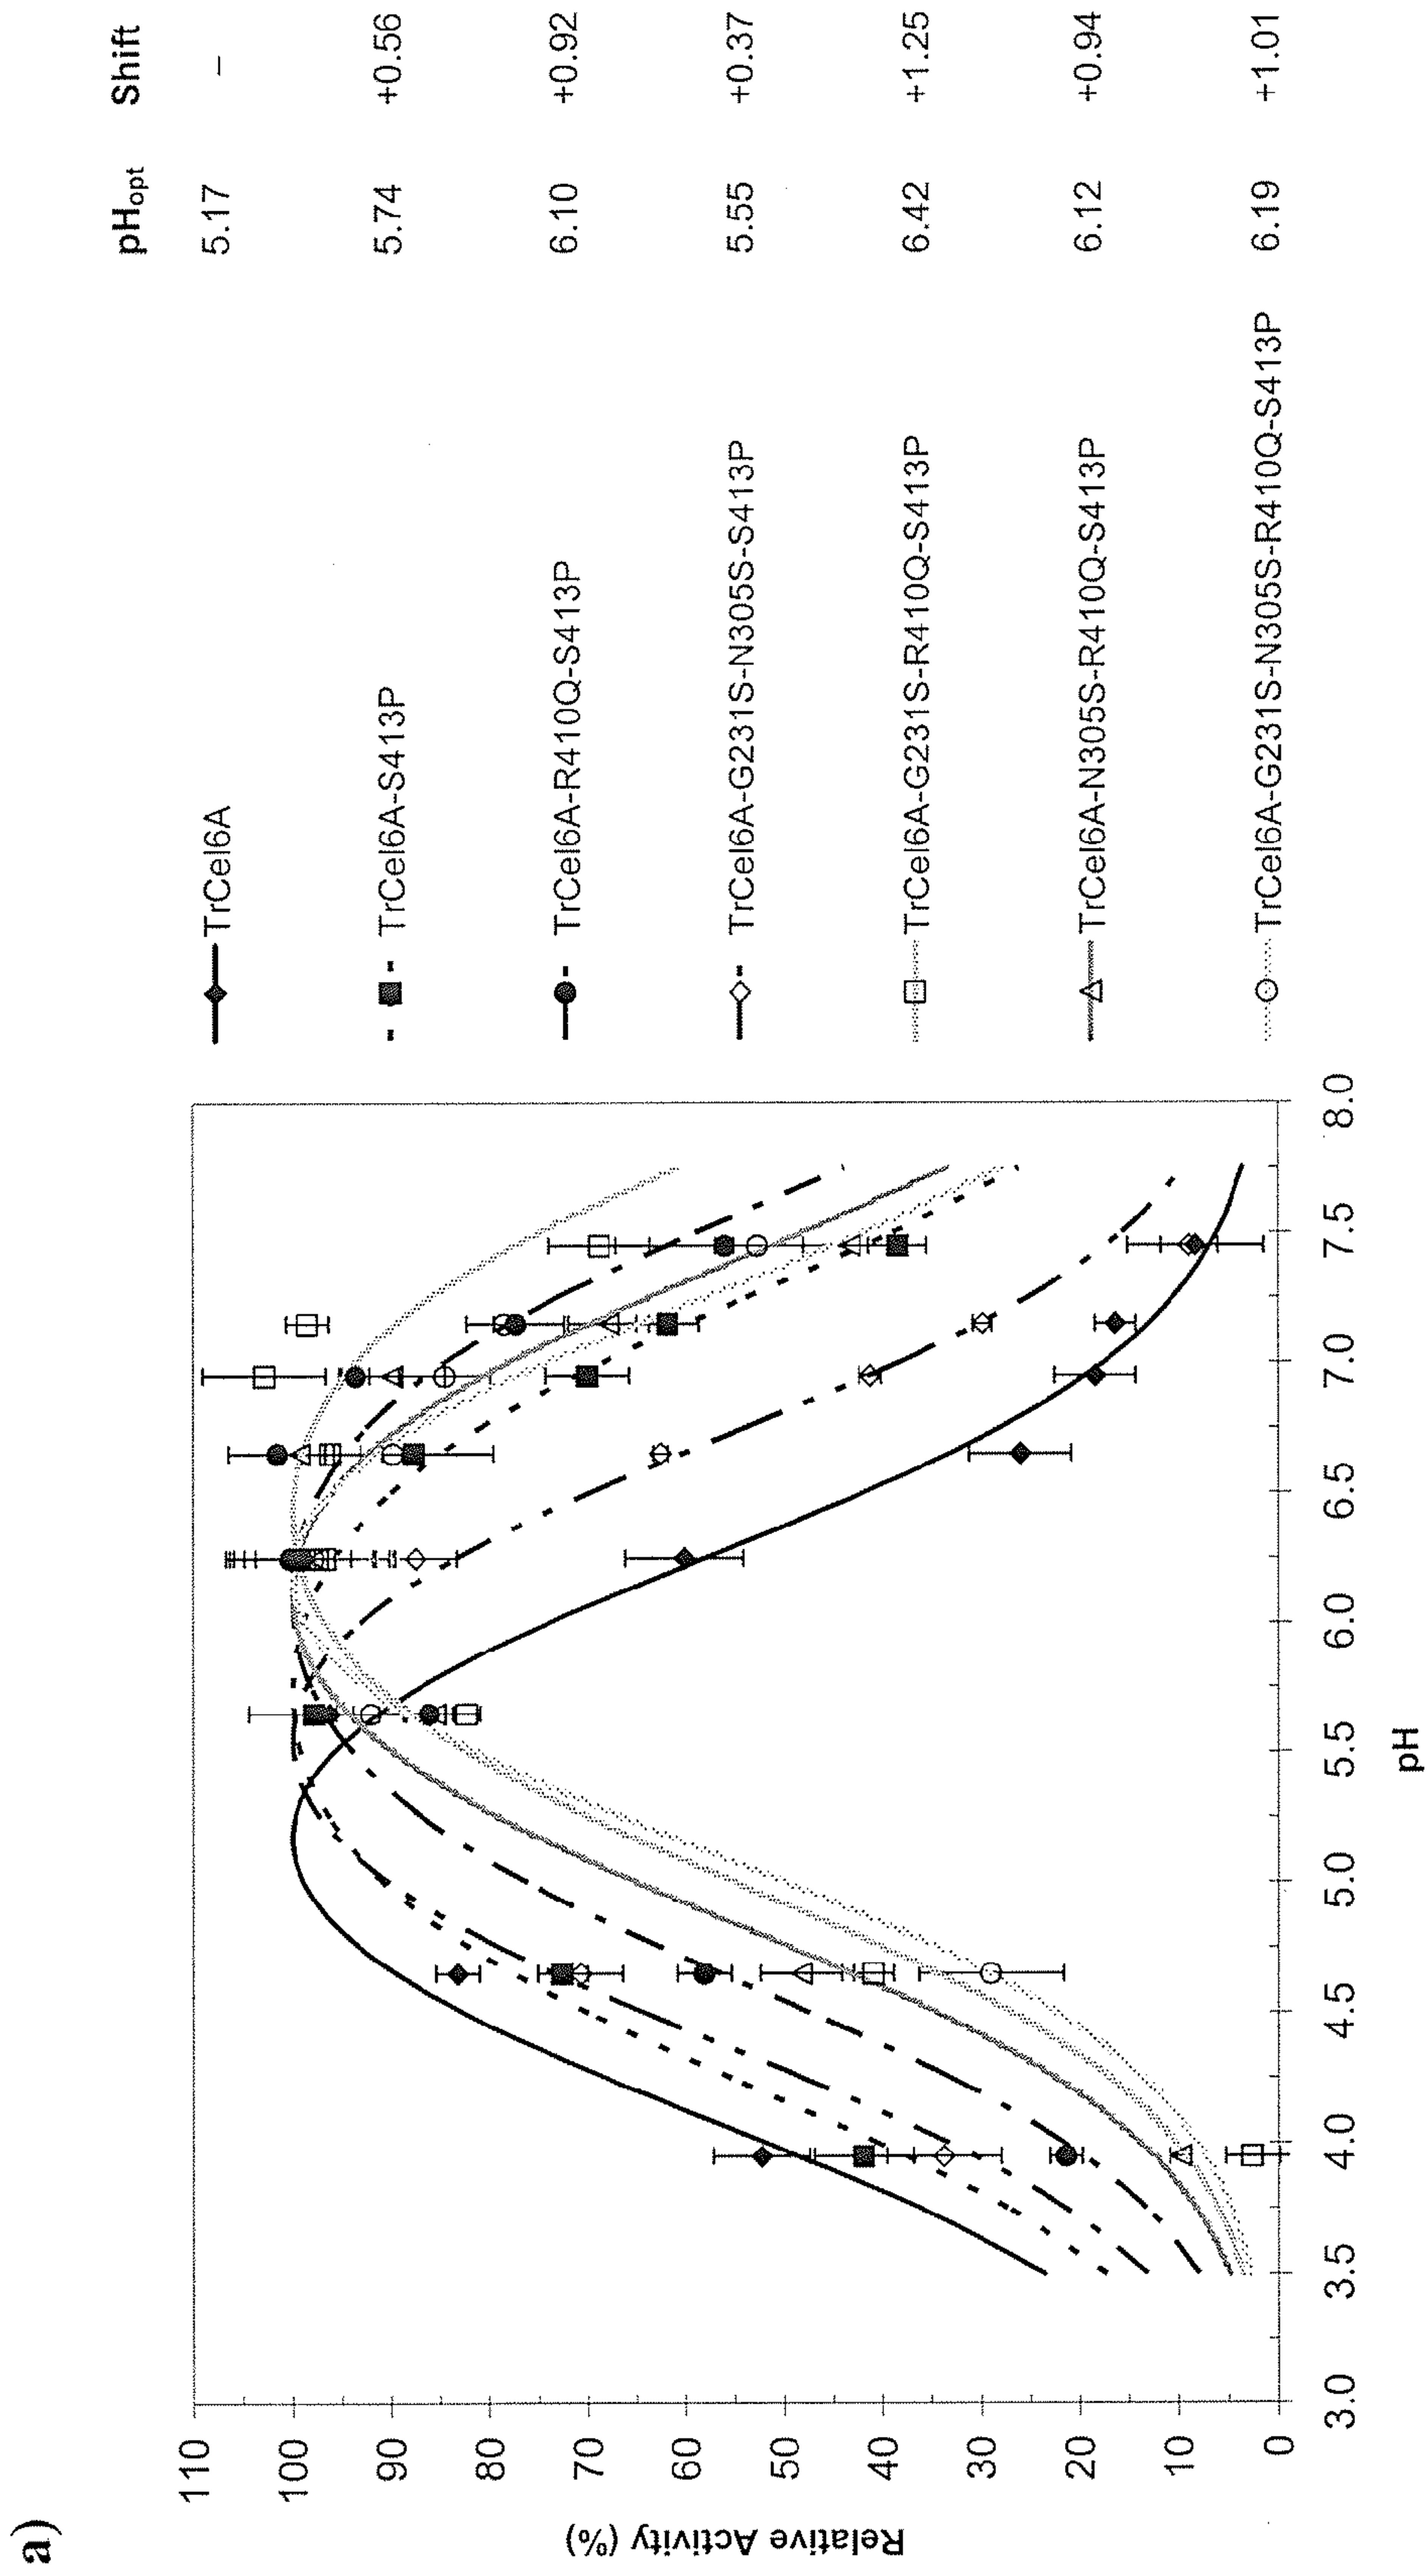 a)
Relative Activity (%)
110
100
90
80
70
60
50
40
30
20
10
0
3.0 3.5 4.0 4.5 5.0 5.5 6.0 6.5 7.0 7.5 8.0
pH
pHopt Shift
TrCel6A 5.17 –
TrCel6A-S413P 5.74 +0.56
TrCel6A-R410Q-S413P 6.10 +0.92
TrCel6A-G231S-N305S-S413P 5.55 +0.37
TrCel6A-G231S-R410Q-S413P 6.42 +1.25
TrCel6A-N305S-R410Q-S413P 6.12 +0.94
TrCel6A-G231S-N305S-R410Q-S413P 6.19 +1.01